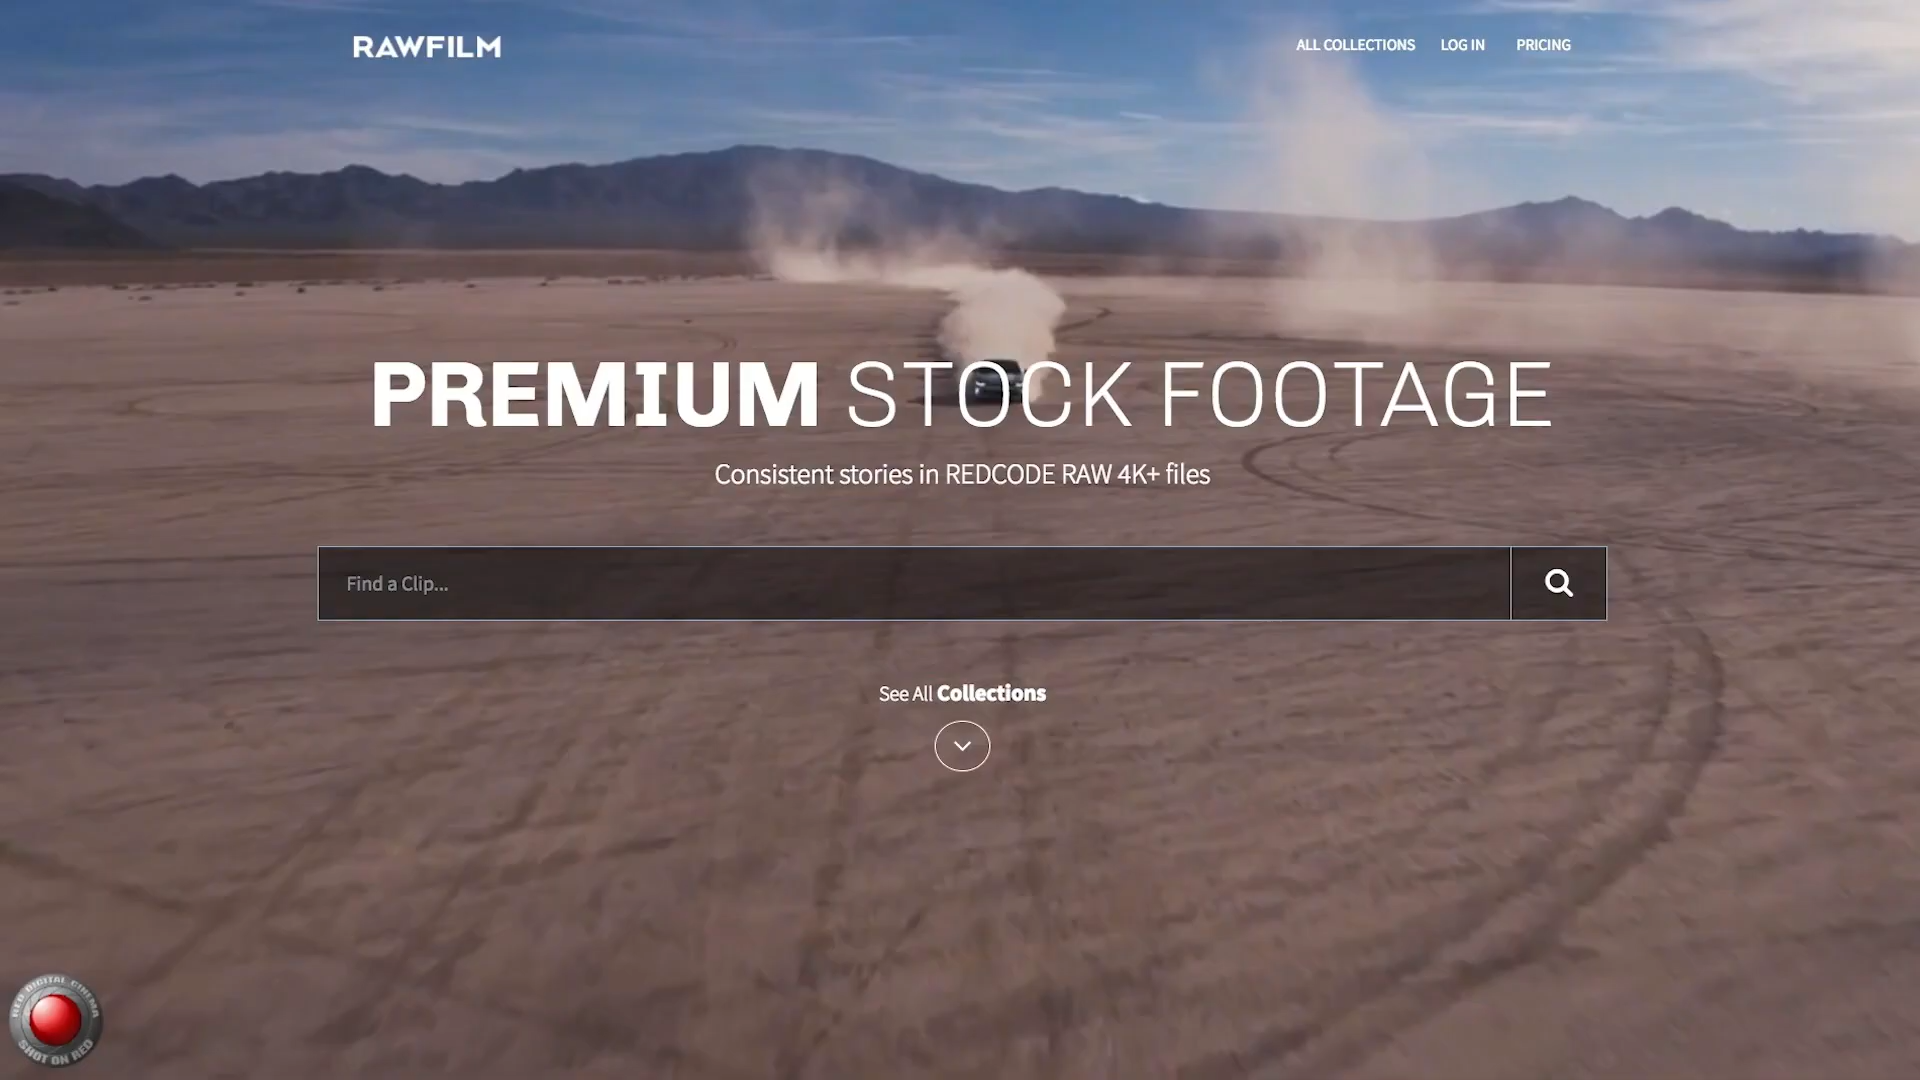 RAWFILM
ALL COLLECTIONS LOG IN PRICING
PREMIUM STOCK FOOTAGE
Consistent stories in REDCODE RAW 4K+ files
Find a Clip...
See All Collections
RED DIGITAL CINEMA
SHOT ON RED